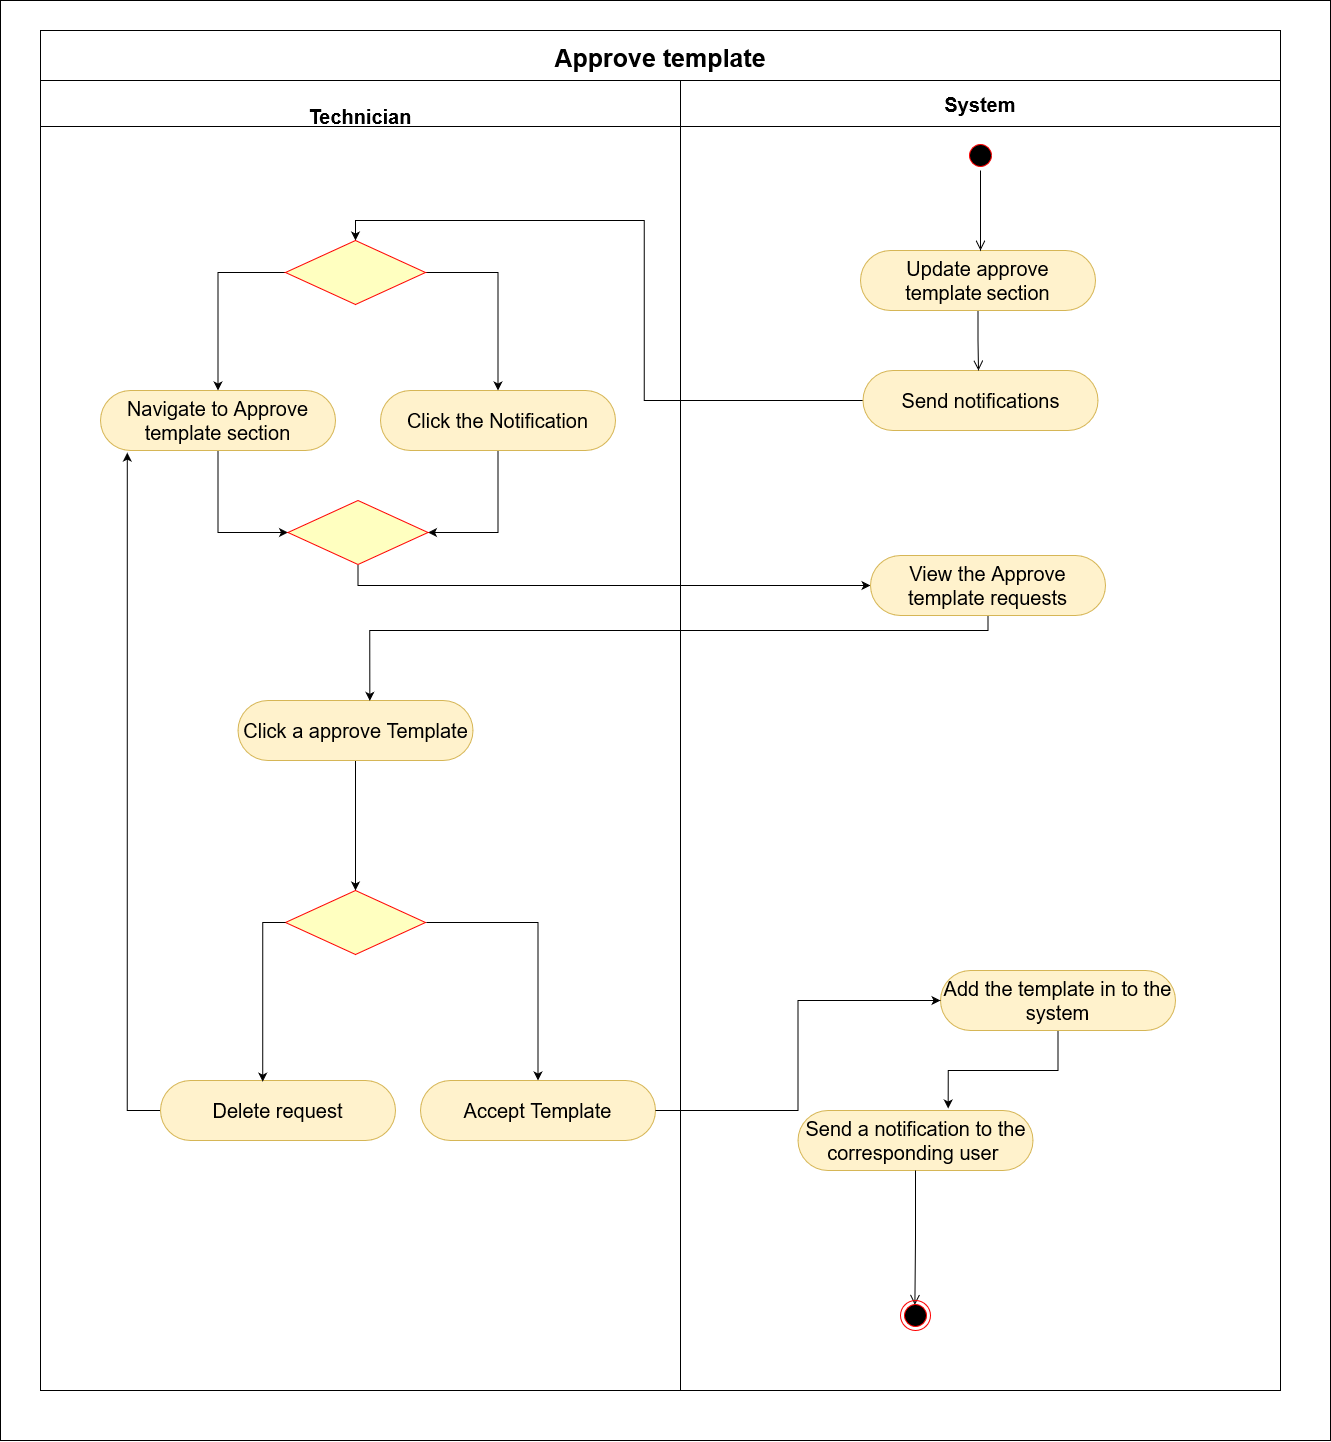 Approve template
Technician
System
Update approve
template section
Send notifications
Navigate to Approve
template section
Click the Notification
View the Approve
template requests
Click a approve Template
Add the template in to the
system
Delete request
Accept Template
Send a notification to the
corresponding user